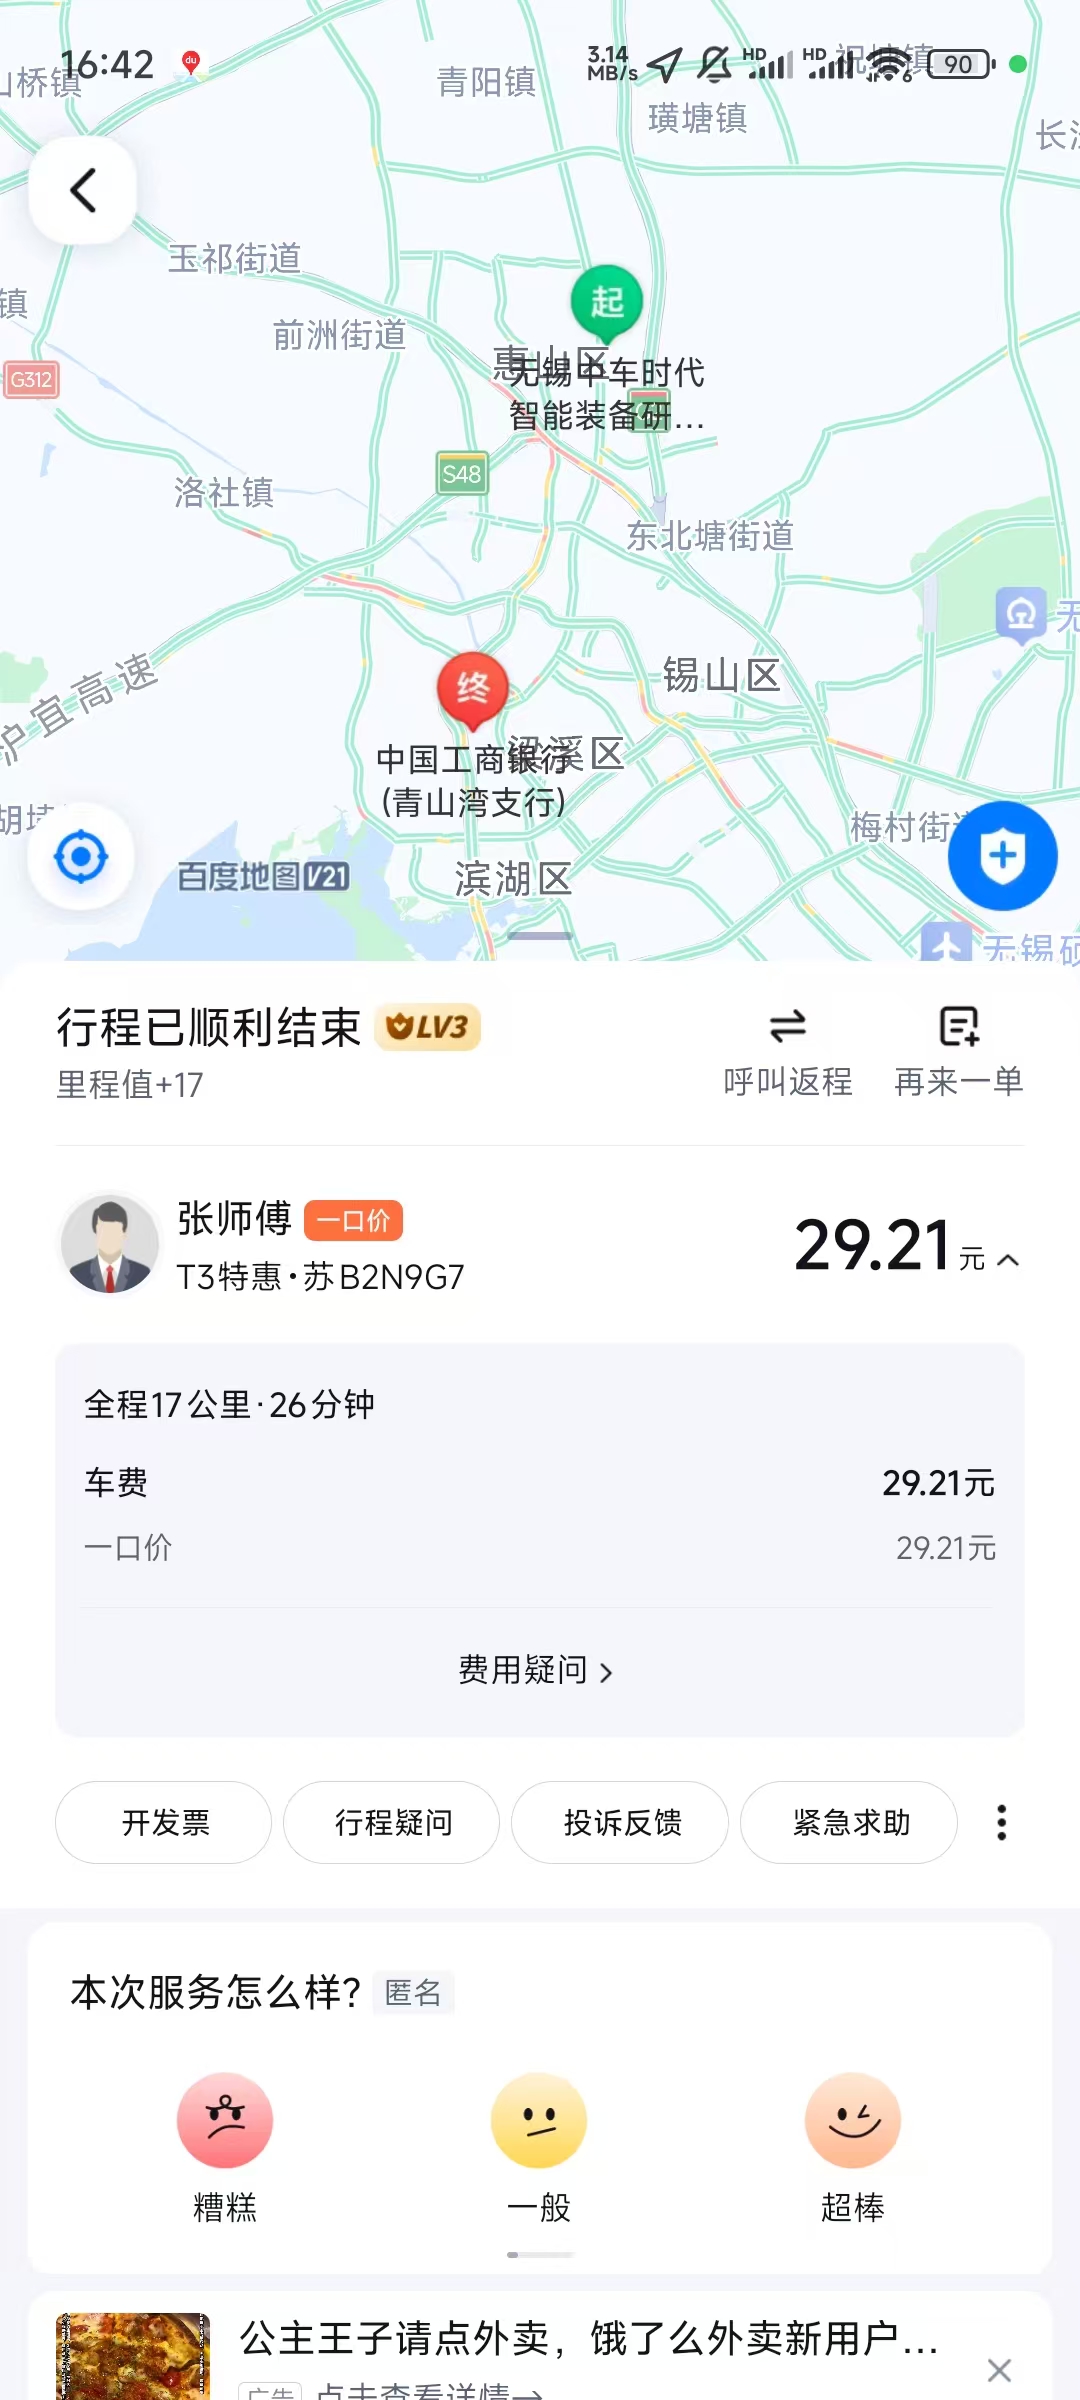 16:42
3.14 MB/s
HD
HD
6
90
山桥镇
青阳镇
祝塘镇
璜塘镇
玉祁街道
镇
前洲街道
起
惠山区
无锡中车时代
智能装备研...
G312
S48
洛社镇
东北塘街道
沪宜高速
锡山区
终
梁溪区
中国工商银行
(青山湾支行)
梅村街道
百度地图V21
滨湖区
无锡硕
行程已顺利结束 LV3
里程值+17
呼叫返程
再来一单
张师傅 一口价
T3特惠·苏B2N9G7
29.21元
全程17公里·26分钟
车费 29.21元
一口价 29.21元
费用疑问
开发票
行程疑问
投诉反馈
紧急求助
本次服务怎么样? 匿名
糟糕
一般
超棒
公主王子请点外卖，饿了么外卖新用户...
广告 点击查看详情→